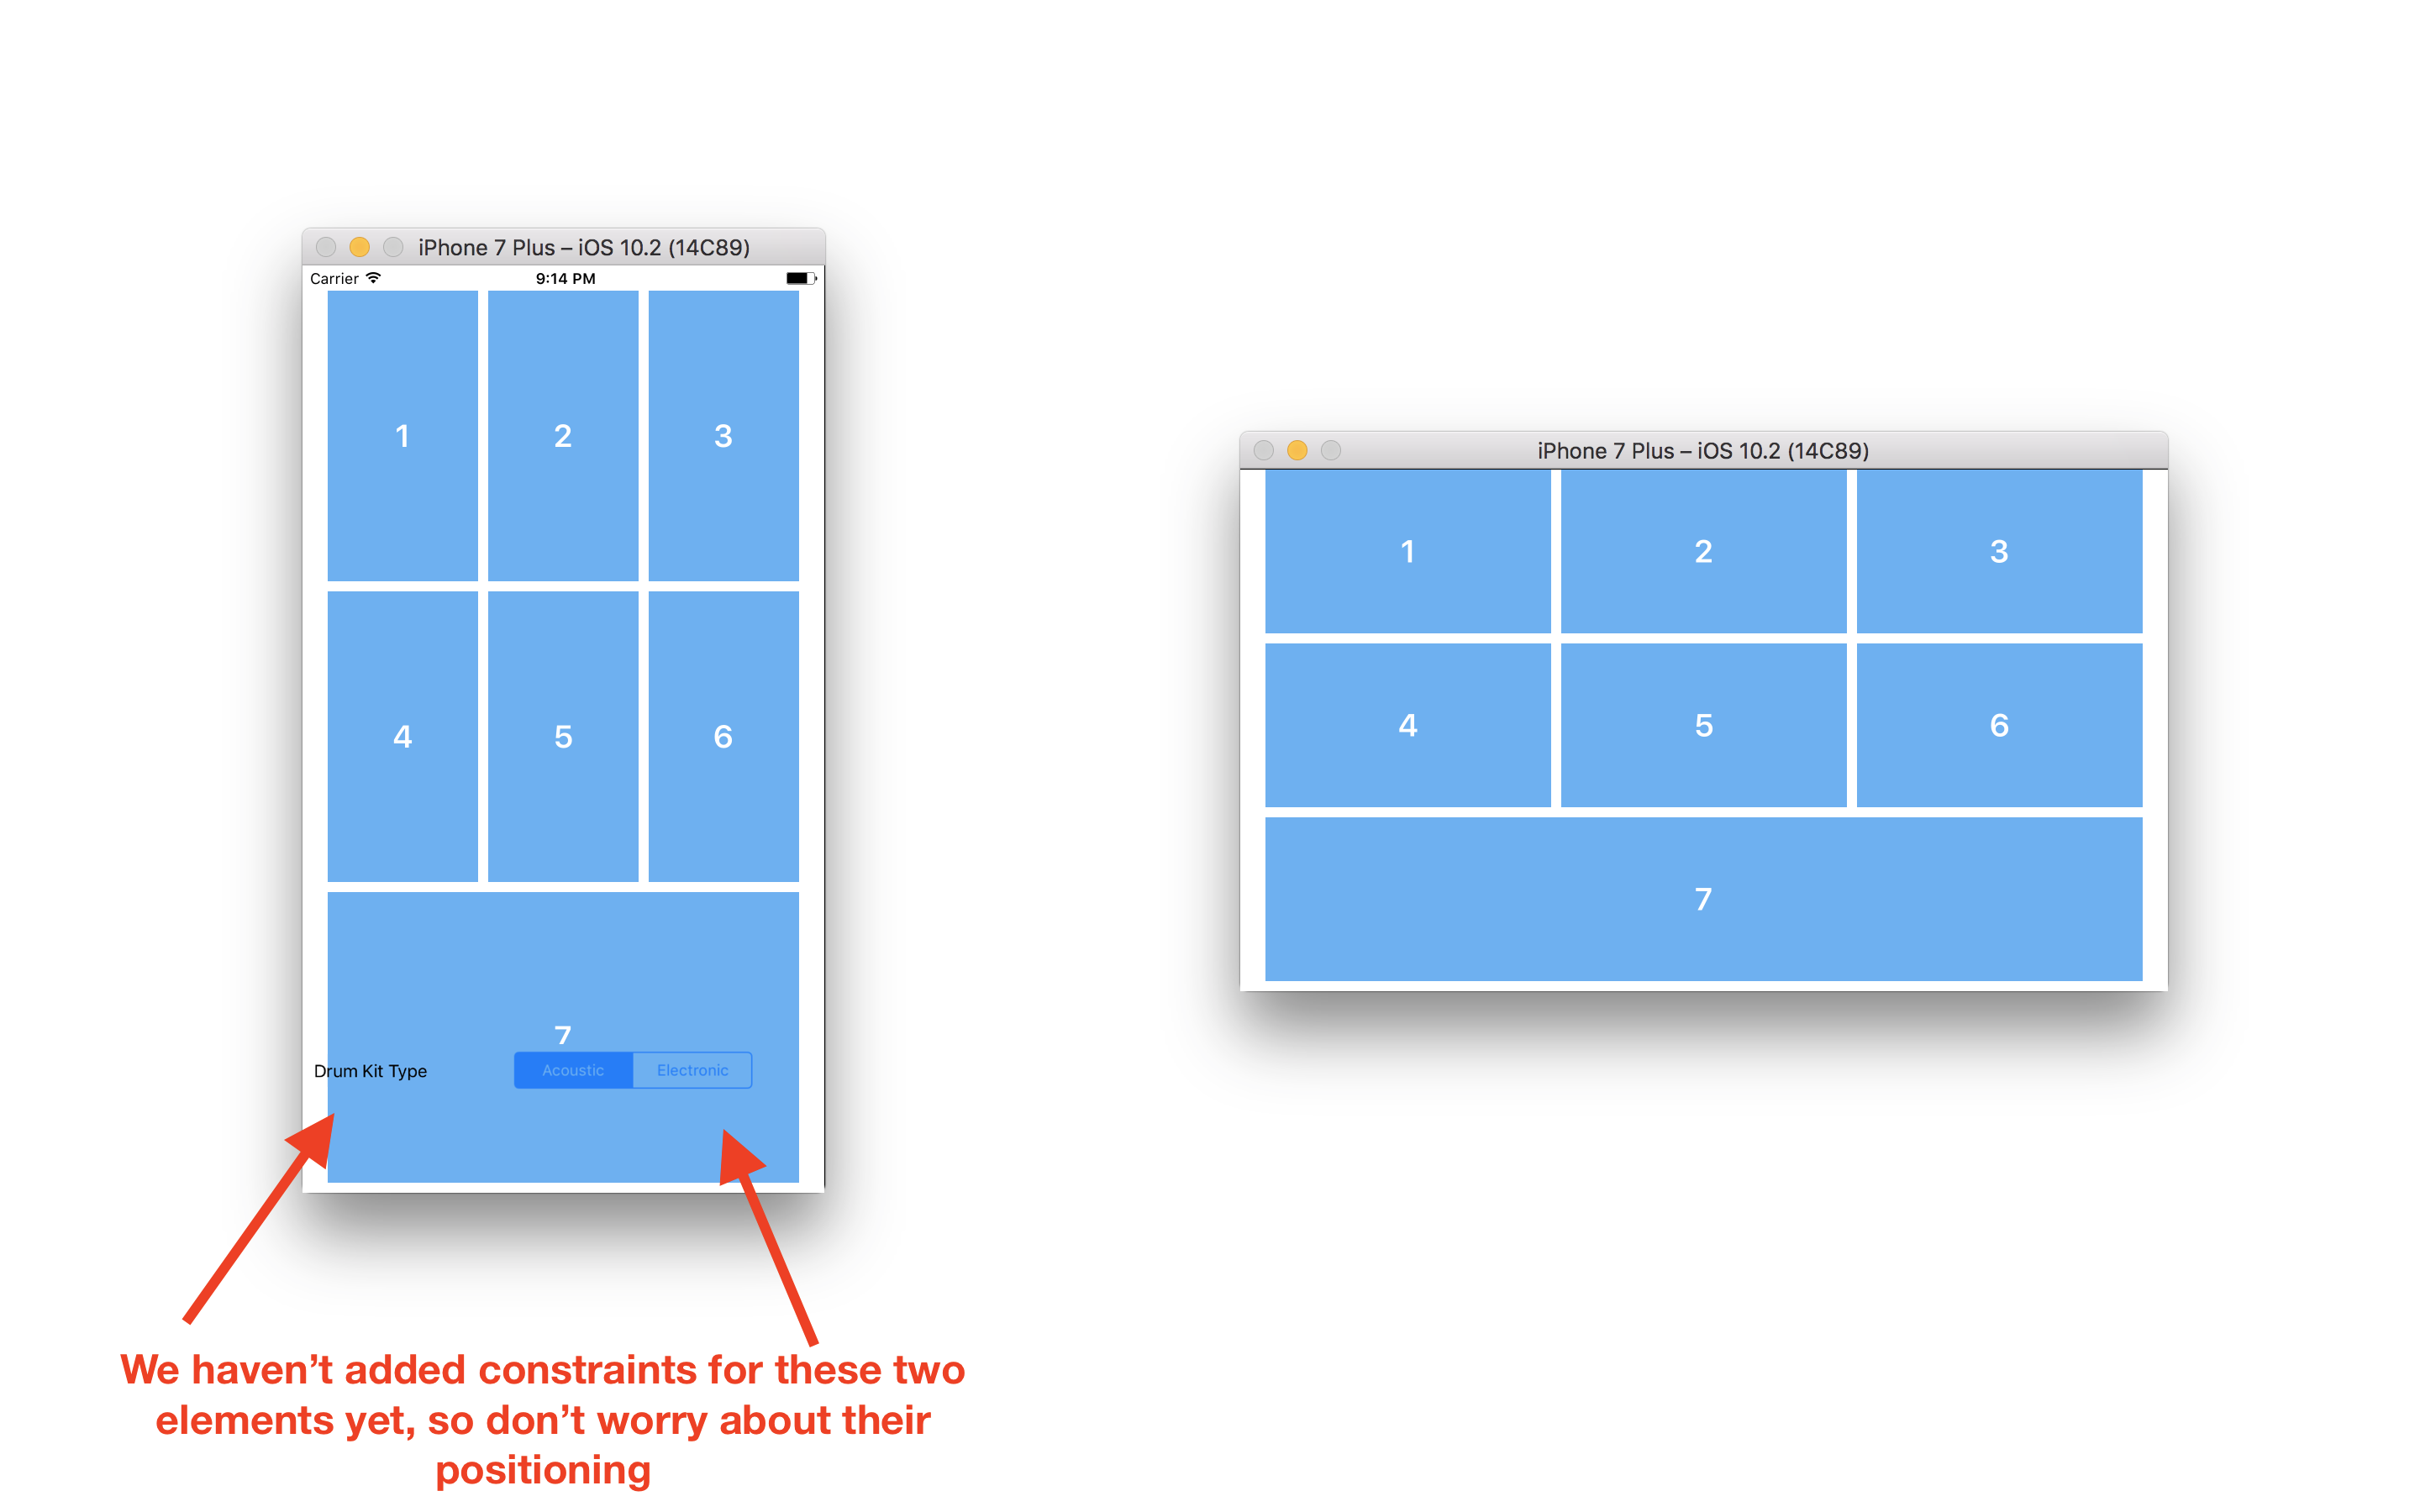 iPhone 7 Plus – iOS 10.2 (14C89)
Carrier 9:14 PM
1 2 3
4 5 6
7
Drum Kit Type Acoustic Electronic
We haven’t added constraints for these two
elements yet, so don’t worry about their
positioning
iPhone 7 Plus – iOS 10.2 (14C89)
1 2 3
4 5 6
7